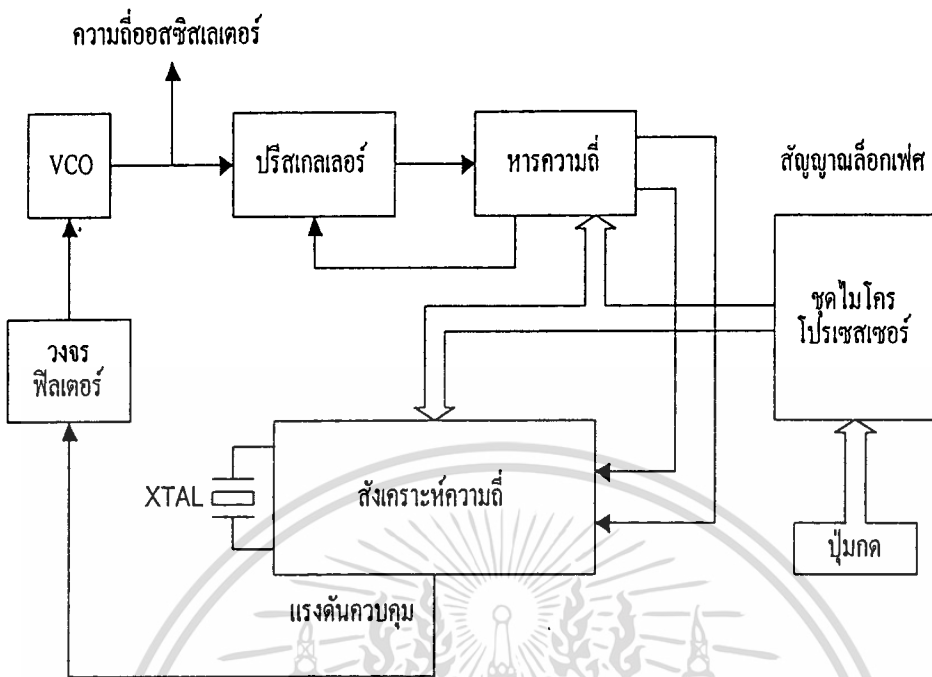 ความถี่ออสซิสเลเตอร์
VCO
ปรีสเกลเลอร์
หารความถี่
สัญญาณล็อกเฟศ
ชุดไมโคร
โปรเซสเซอร์
วงจร
ฟิลเตอร์
XTAL
สังเคราะห์ความถี่
ปุ่มกด
แรงดันควบคุม